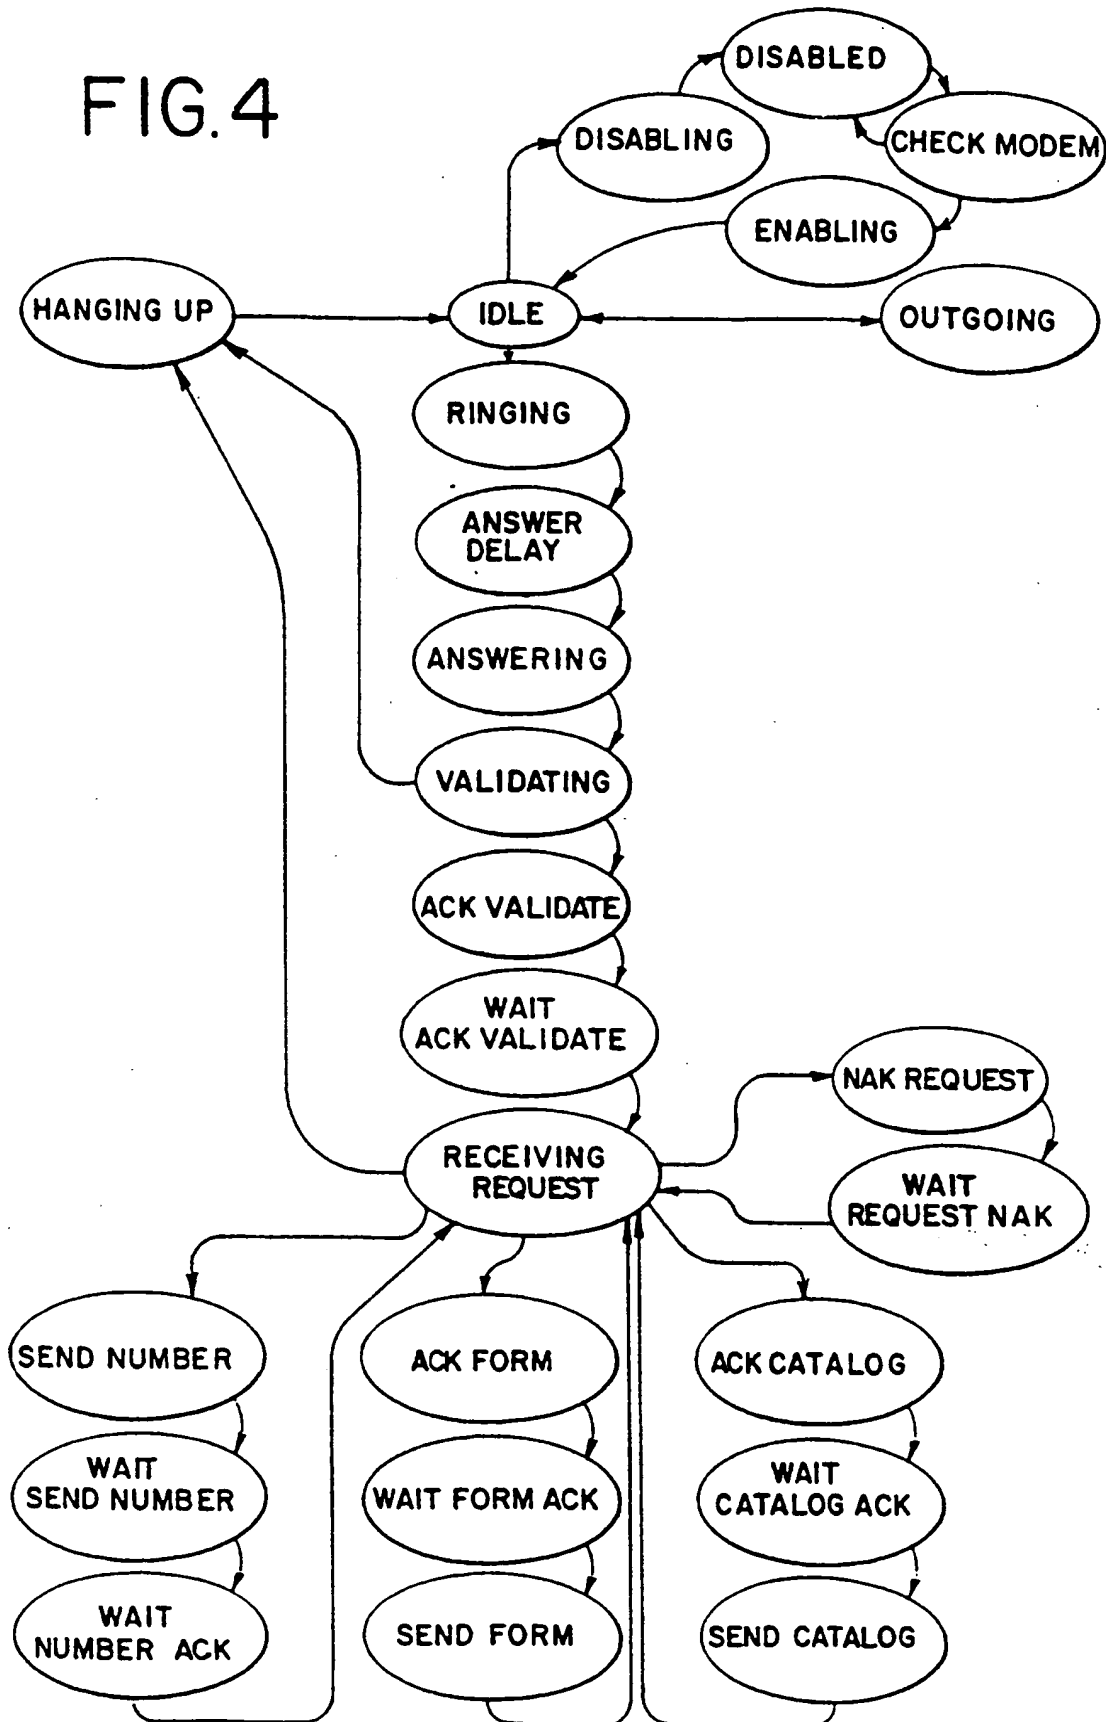 FIG. 4
DISABLED
DISABLING
CHECK MODEM
ENABLING
HANGING UP
IDLE
OUTGOING
RINGING
ANSWER
DELAY
ANSWERING
VALIDATING
ACK VALIDATE
WAIT
ACK VALIDATE
NAK REQUEST
RECEIVING
REQUEST
WAIT
REQUEST NAK
SEND NUMBER
ACK FORM
ACK CATALOG
WAIT
SEND NUMBER
WAIT FORM ACK
WAIT
CATALOG ACK
WAIT
NUMBER ACK
SEND FORM
SEND CATALOG